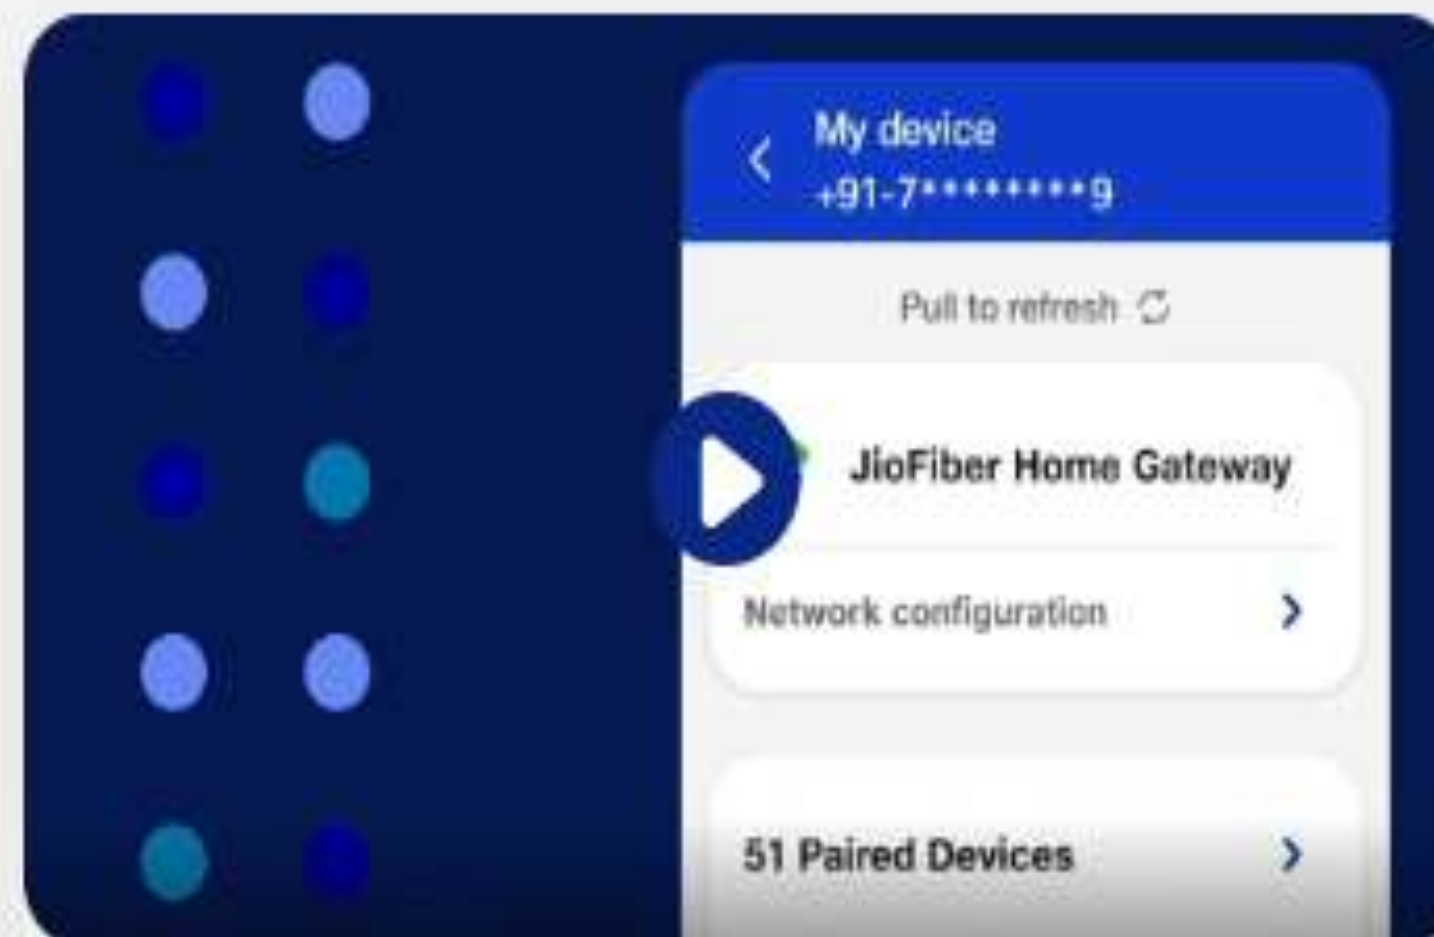 My device
+91-7********9
Pull to refresh
JioFiber Home Gateway
Network configuration
51 Paired Devices